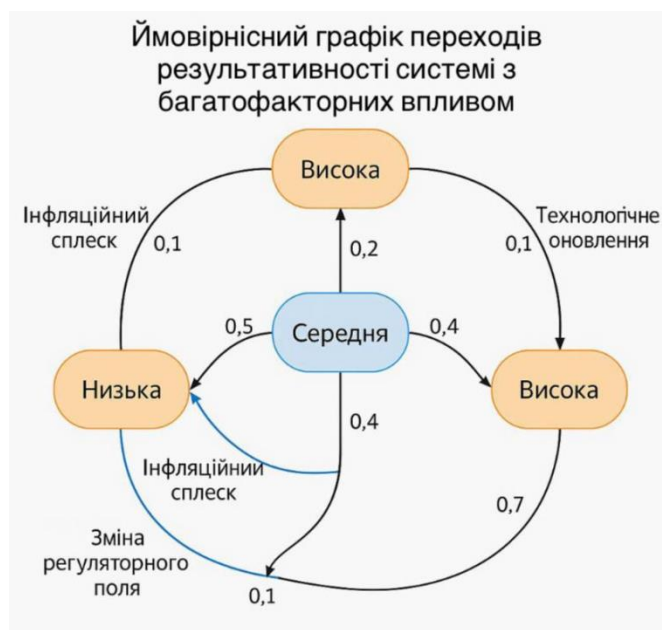 Ймовірнісний графік переходів
результативності системі з
багатофакторних впливом
Висока
Інфляційний
сплеск
0,1
Технологічне
оновлення
0,1
0,2
0,5
Середня
0,4
Низька
Висока
0,4
Інфляційний
сплеск
0,7
Зміна
регуляторного
поля
0,1